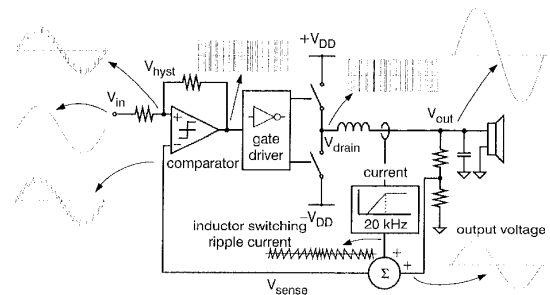 +V_DD
V_hyst
V_in
V_out
+
−
comparator
gate
driver
V_drain
current
−V_DD
20 kHz
inductor switching
ripple current
output voltage
+
+
Σ
V_sense